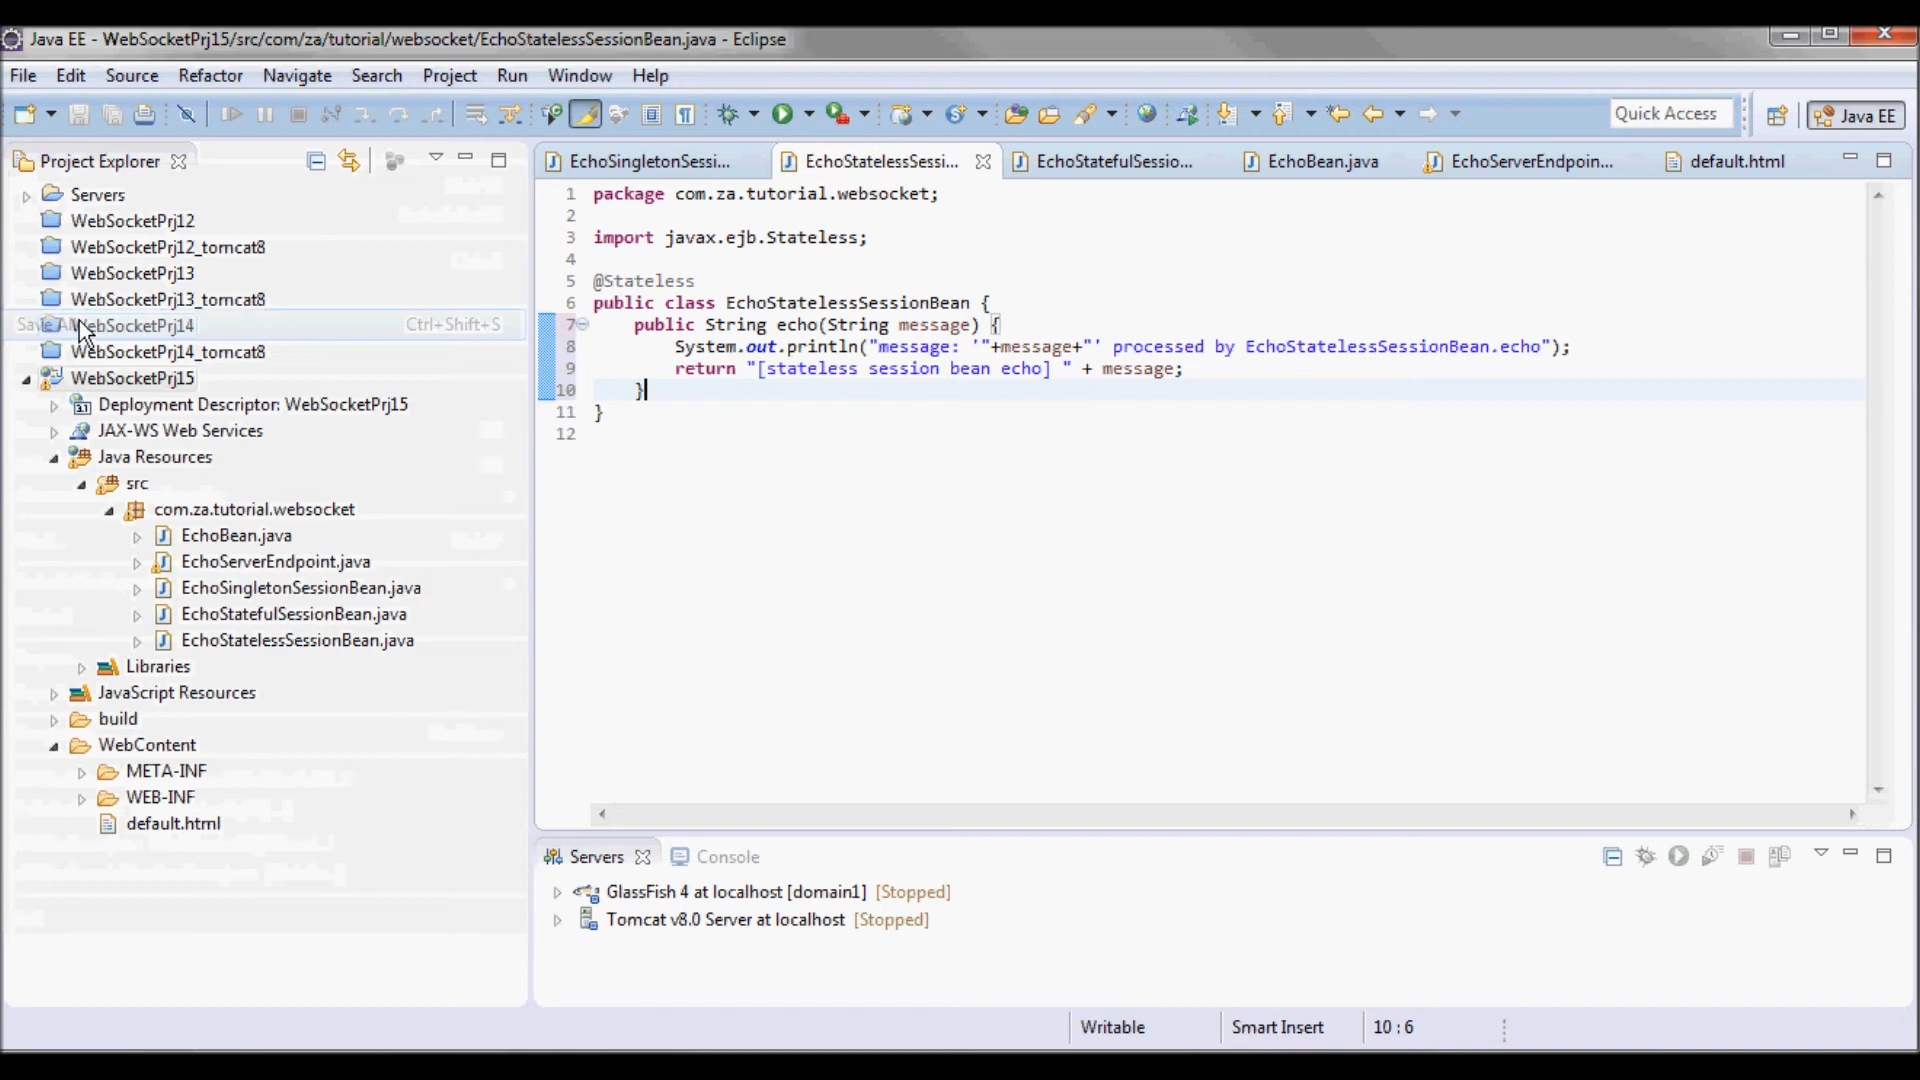 Java EE - WebSocketPrj15/src/com/za/tutorial/websocket/EchoStatelessSessionBean.java - Eclipse
File Edit Source Refactor Navigate Search Project Run Window Help
Quick Access Java EE
Project Explorer
Servers
WebSocketPrj12
WebSocketPrj12_tomcat8
WebSocketPrj13
WebSocketPrj13_tomcat8
WebSocketPrj14 Ctrl+Shift+S
WebSocketPrj14_tomcat8
WebSocketPrj15
Deployment Descriptor: WebSocketPrj15
JAX-WS Web Services
Java Resources
src
com.za.tutorial.websocket
EchoBean.java
EchoServerEndpoint.java
EchoSingletonSessionBean.java
EchoStatefulSessionBean.java
EchoStatelessSessionBean.java
Libraries
JavaScript Resources
build
WebContent
META-INF
WEB-INF
default.html
EchoSingletonSessi... EchoStatelessSessi... EchoStatefulSessio... EchoBean.java EchoServerEndpoin... default.html
1 package com.za.tutorial.websocket;
2
3 import javax.ejb.Stateless;
4
5 @Stateless
6 public class EchoStatelessSessionBean {
7 public String echo(String message) {
8 System.out.println("message: '"+message+"' processed by EchoStatelessSessionBean.echo");
9 return "[stateless session bean echo] " + message;
10 }
11 }
12
Servers Console
GlassFish 4 at localhost [domain1] [Stopped]
Tomcat v8.0 Server at localhost [Stopped]
Writable Smart Insert 10 : 6